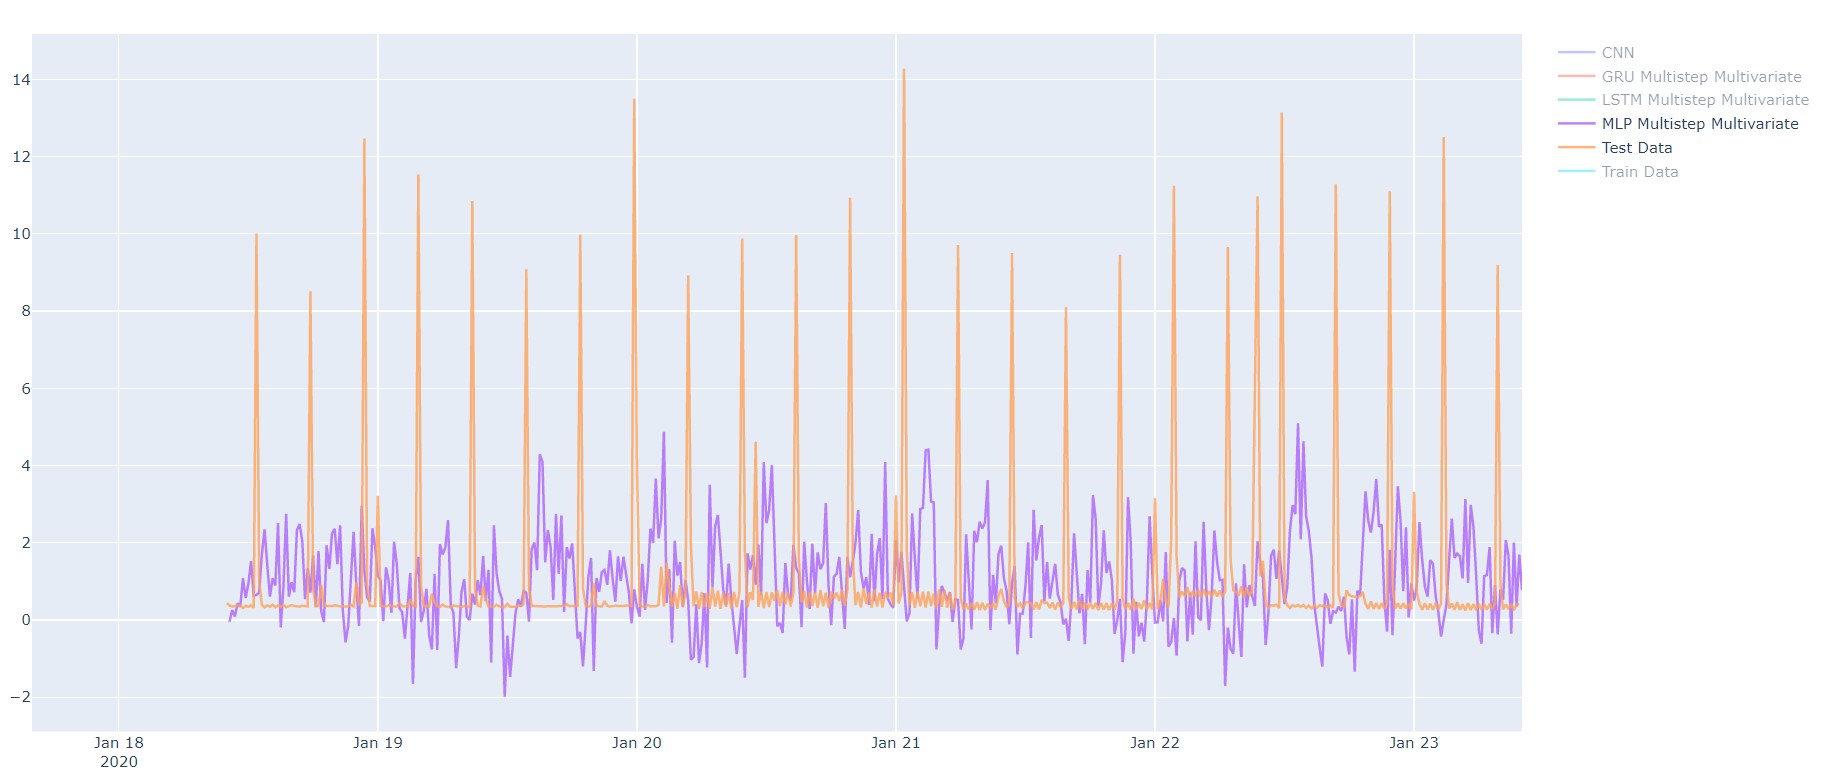 14
12
10
8
6
4
2
0
−2
Jan 18
2020
Jan 19
Jan 20
Jan 21
Jan 22
Jan 23
CNN
GRU Multistep Multivariate
LSTM Multistep Multivariate
MLP Multistep Multivariate
Test Data
Train Data